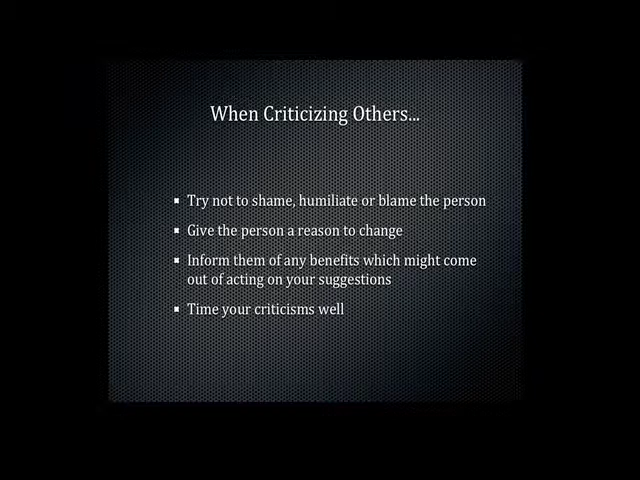 When Criticizing Others...
▪ Try not to shame, humiliate or blame the person
▪ Give the person a reason to change
▪ Inform them of any benefits which might come
out of acting on your suggestions
▪ Time your criticisms well